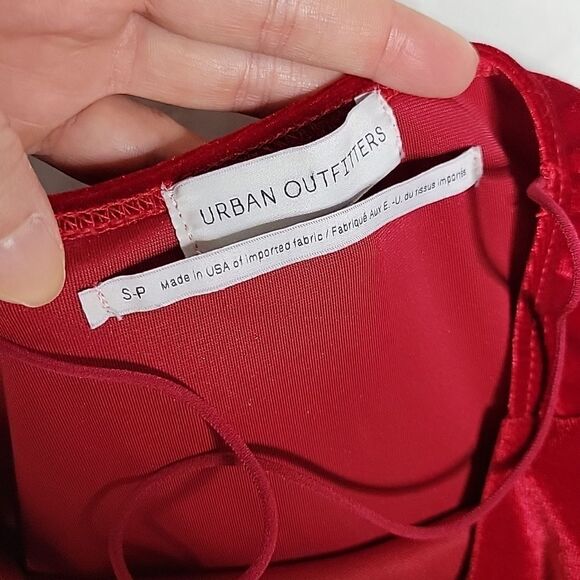 URBAN OUTFITTERS
S-P Made in USA of imported fabric / Fabriqué Aux E.-U. du tissus importés